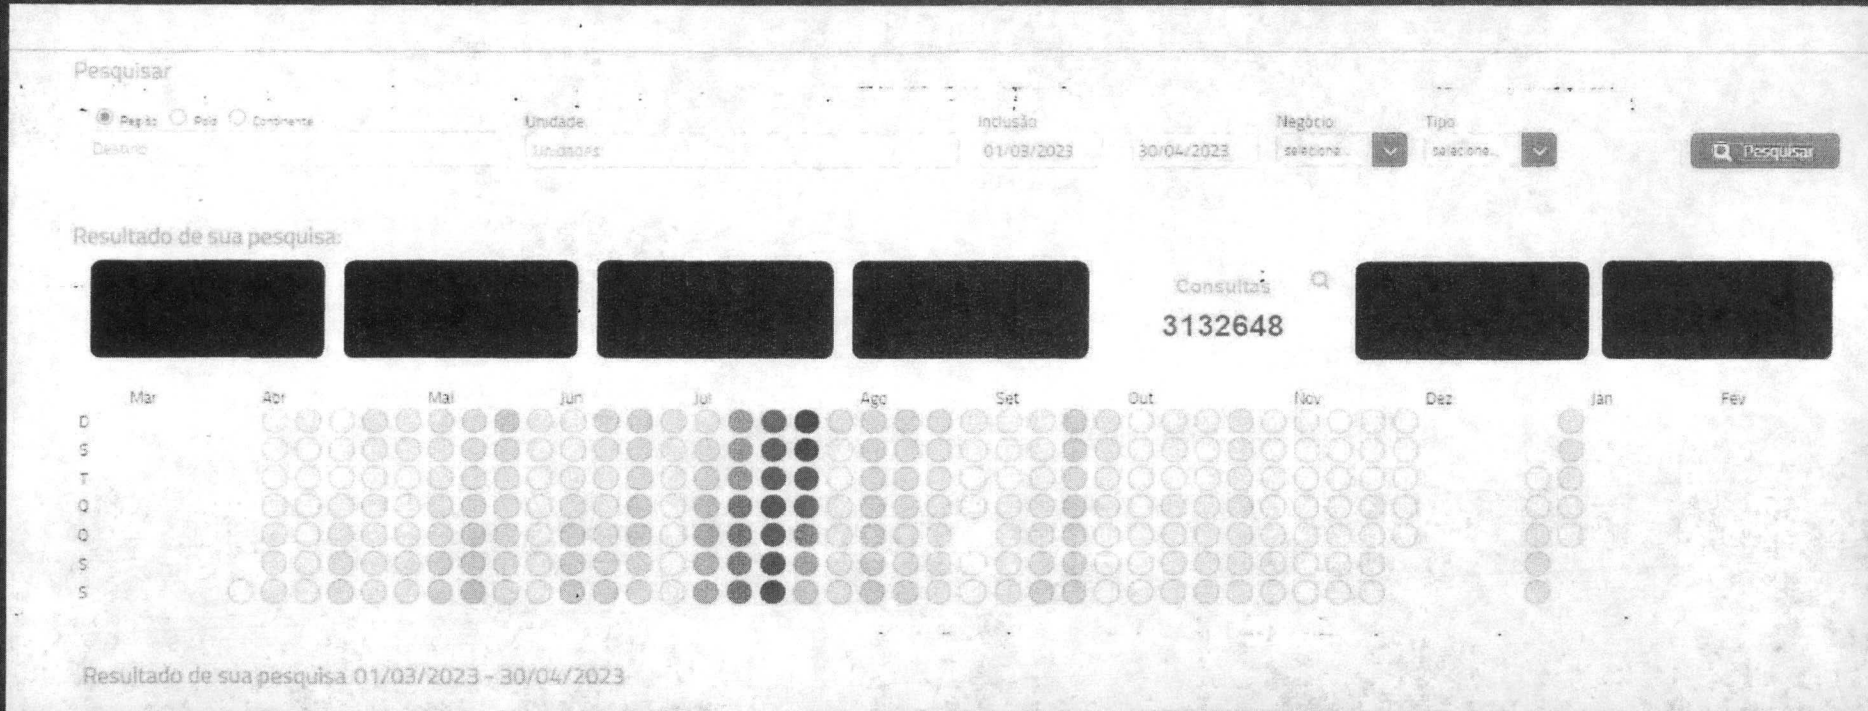 Pesquisar
Região País Continente
Unidade
Inclusão
Negócio
Tipo
Destino
Unidades
01/03/2023
30/04/2023
selecione...
selecione...
Pesquisar
Resultado de sua pesquisa:
Consultas
3132648
Mar Abr Mai Jun Jul Ago Set Out Nov Dez Jan Fev
D
S
T
Q
Q
S
S
Resultado de sua pesquisa 01/03/2023 - 30/04/2023